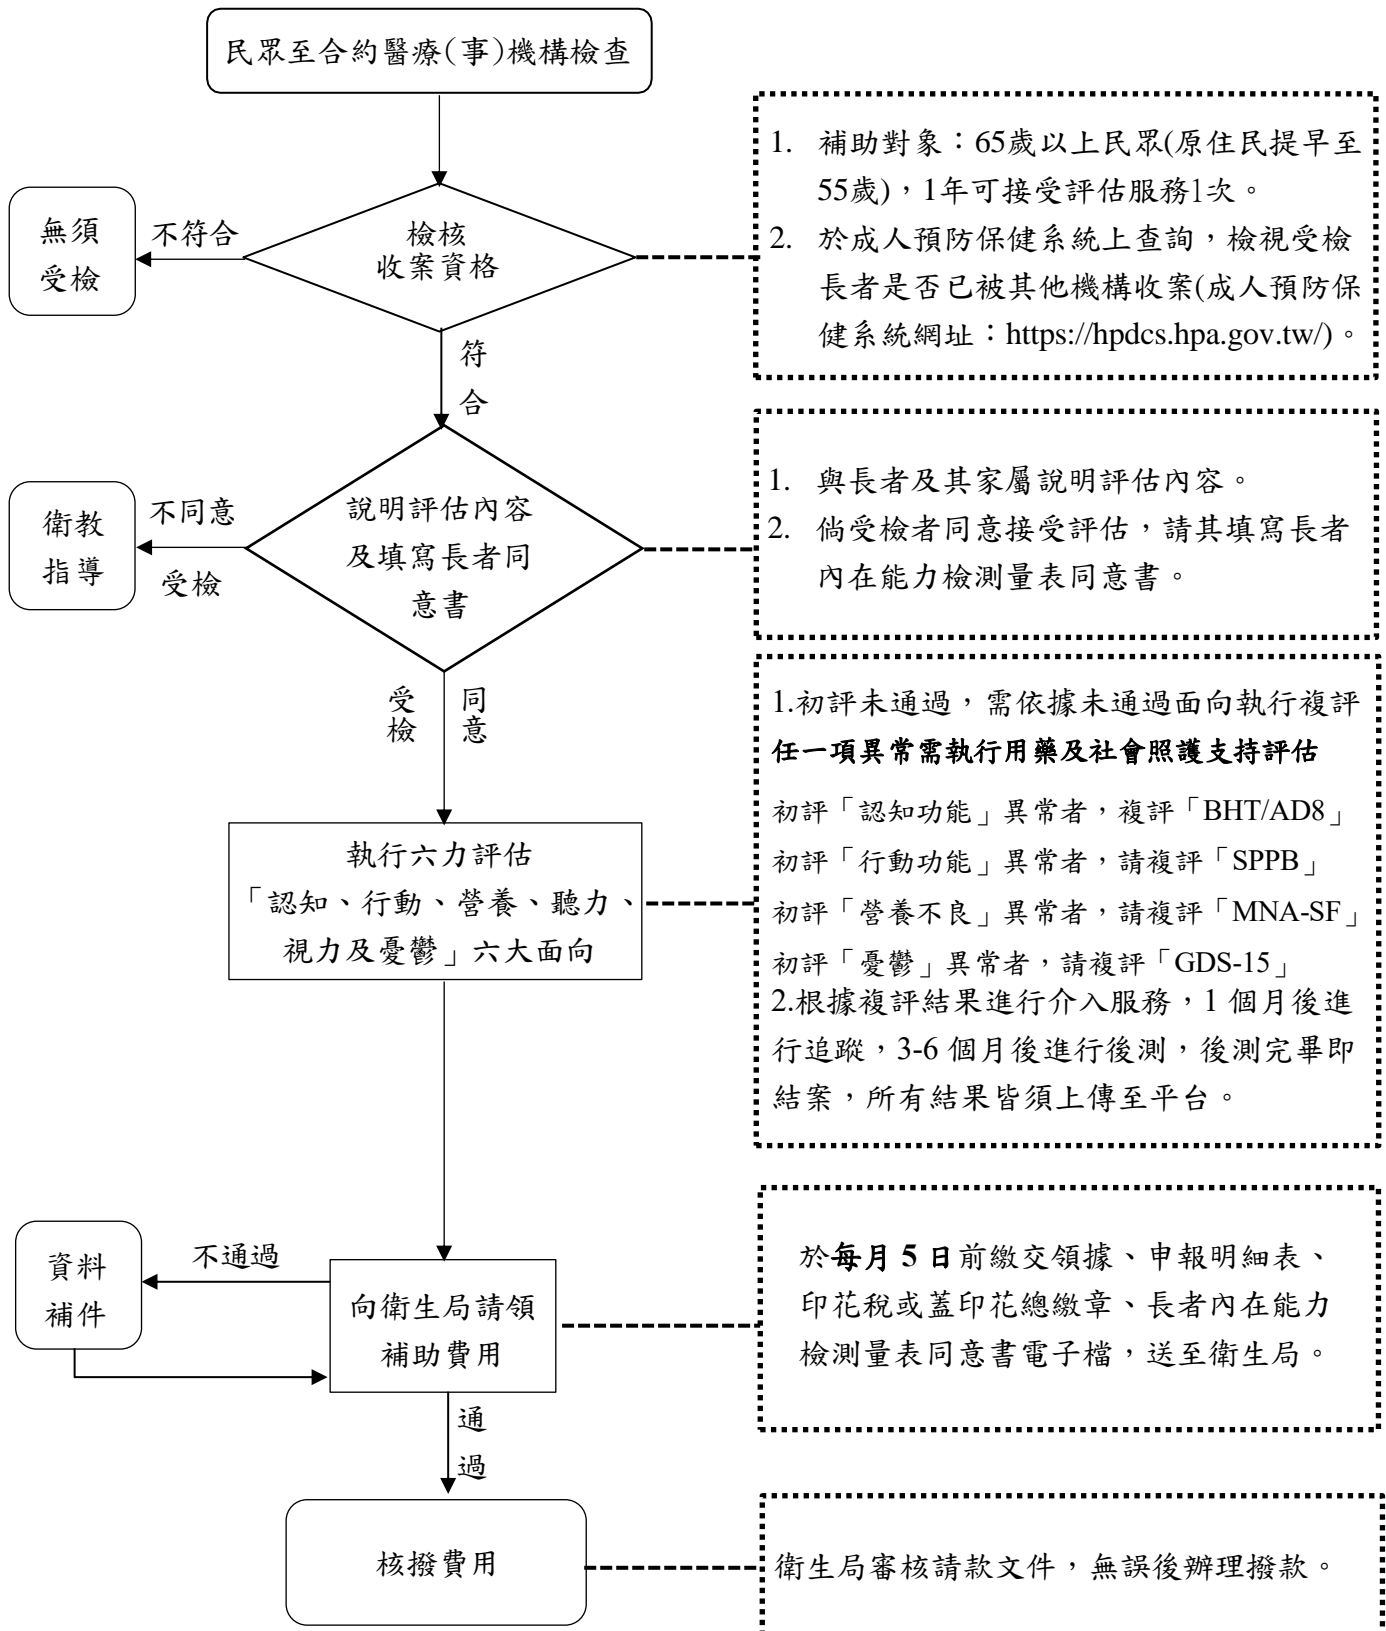 民眾至合約醫療(事)機構檢查
1. 補助對象：65歲以上民眾(原住民提早至
55歲)，1年可接受評估服務1次。
2. 於成人預防保健系統上查詢，檢視受檢
長者是否已被其他機構收案(成人預防保
健系統網址：https://hpdcs.hpa.gov.tw/)。
無須
受檢
不符合
檢核
收案資格
符
合
1. 與長者及其家屬說明評估內容。
2. 倘受檢者同意接受評估，請其填寫長者
內在能力檢測量表同意書。
衛教
指導
不同意
受檢
說明評估內容
及填寫長者同
意書
受檢
同意
1.初評未通過，需依據未通過面向執行複評
任一項異常需執行用藥及社會照護支持評估
初評「認知功能」異常者，複評「BHT/AD8」
初評「行動功能」異常者，請複評「SPPB」
初評「營養不良」異常者，請複評「MNA-SF」
初評「憂鬱」異常者，請複評「GDS-15」
2.根據複評結果進行介入服務，1 個月後進
行追蹤，3-6 個月後進行後測，後測完畢即
結案，所有結果皆須上傳至平台。
執行六力評估
「認知、行動、營養、聽力、
視力及憂鬱」六大面向
資料
補件
不通過
向衛生局請領
補助費用
於每月 5 日前繳交領據、申報明細表、
印花稅或蓋印花總繳章、長者內在能力
檢測量表同意書電子檔，送至衛生局。
通
過
核撥費用
衛生局審核請款文件，無誤後辦理撥款。